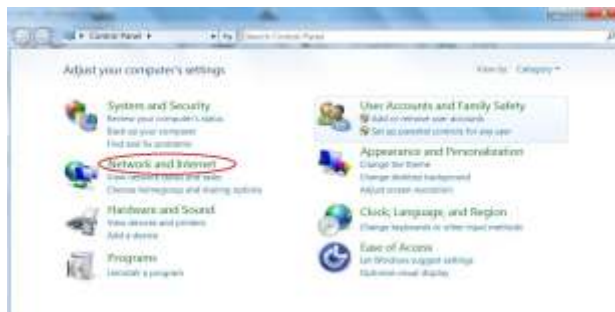 Control Panel
Search Control Panel
Adjust your computer's settings
View by: Category
System and Security
Review your computer's status
Back up your computer
Find and fix problems
Network and Internet
View network status and tasks
Choose homegroup and sharing options
Hardware and Sound
View devices and printers
Add a device
Programs
Uninstall a program
User Accounts and Family Safety
Add or remove user accounts
Set up parental controls for any user
Appearance and Personalization
Change the theme
Change desktop background
Adjust screen resolution
Clock, Language, and Region
Change keyboards or other input methods
Ease of Access
Let Windows suggest settings
Optimize visual display